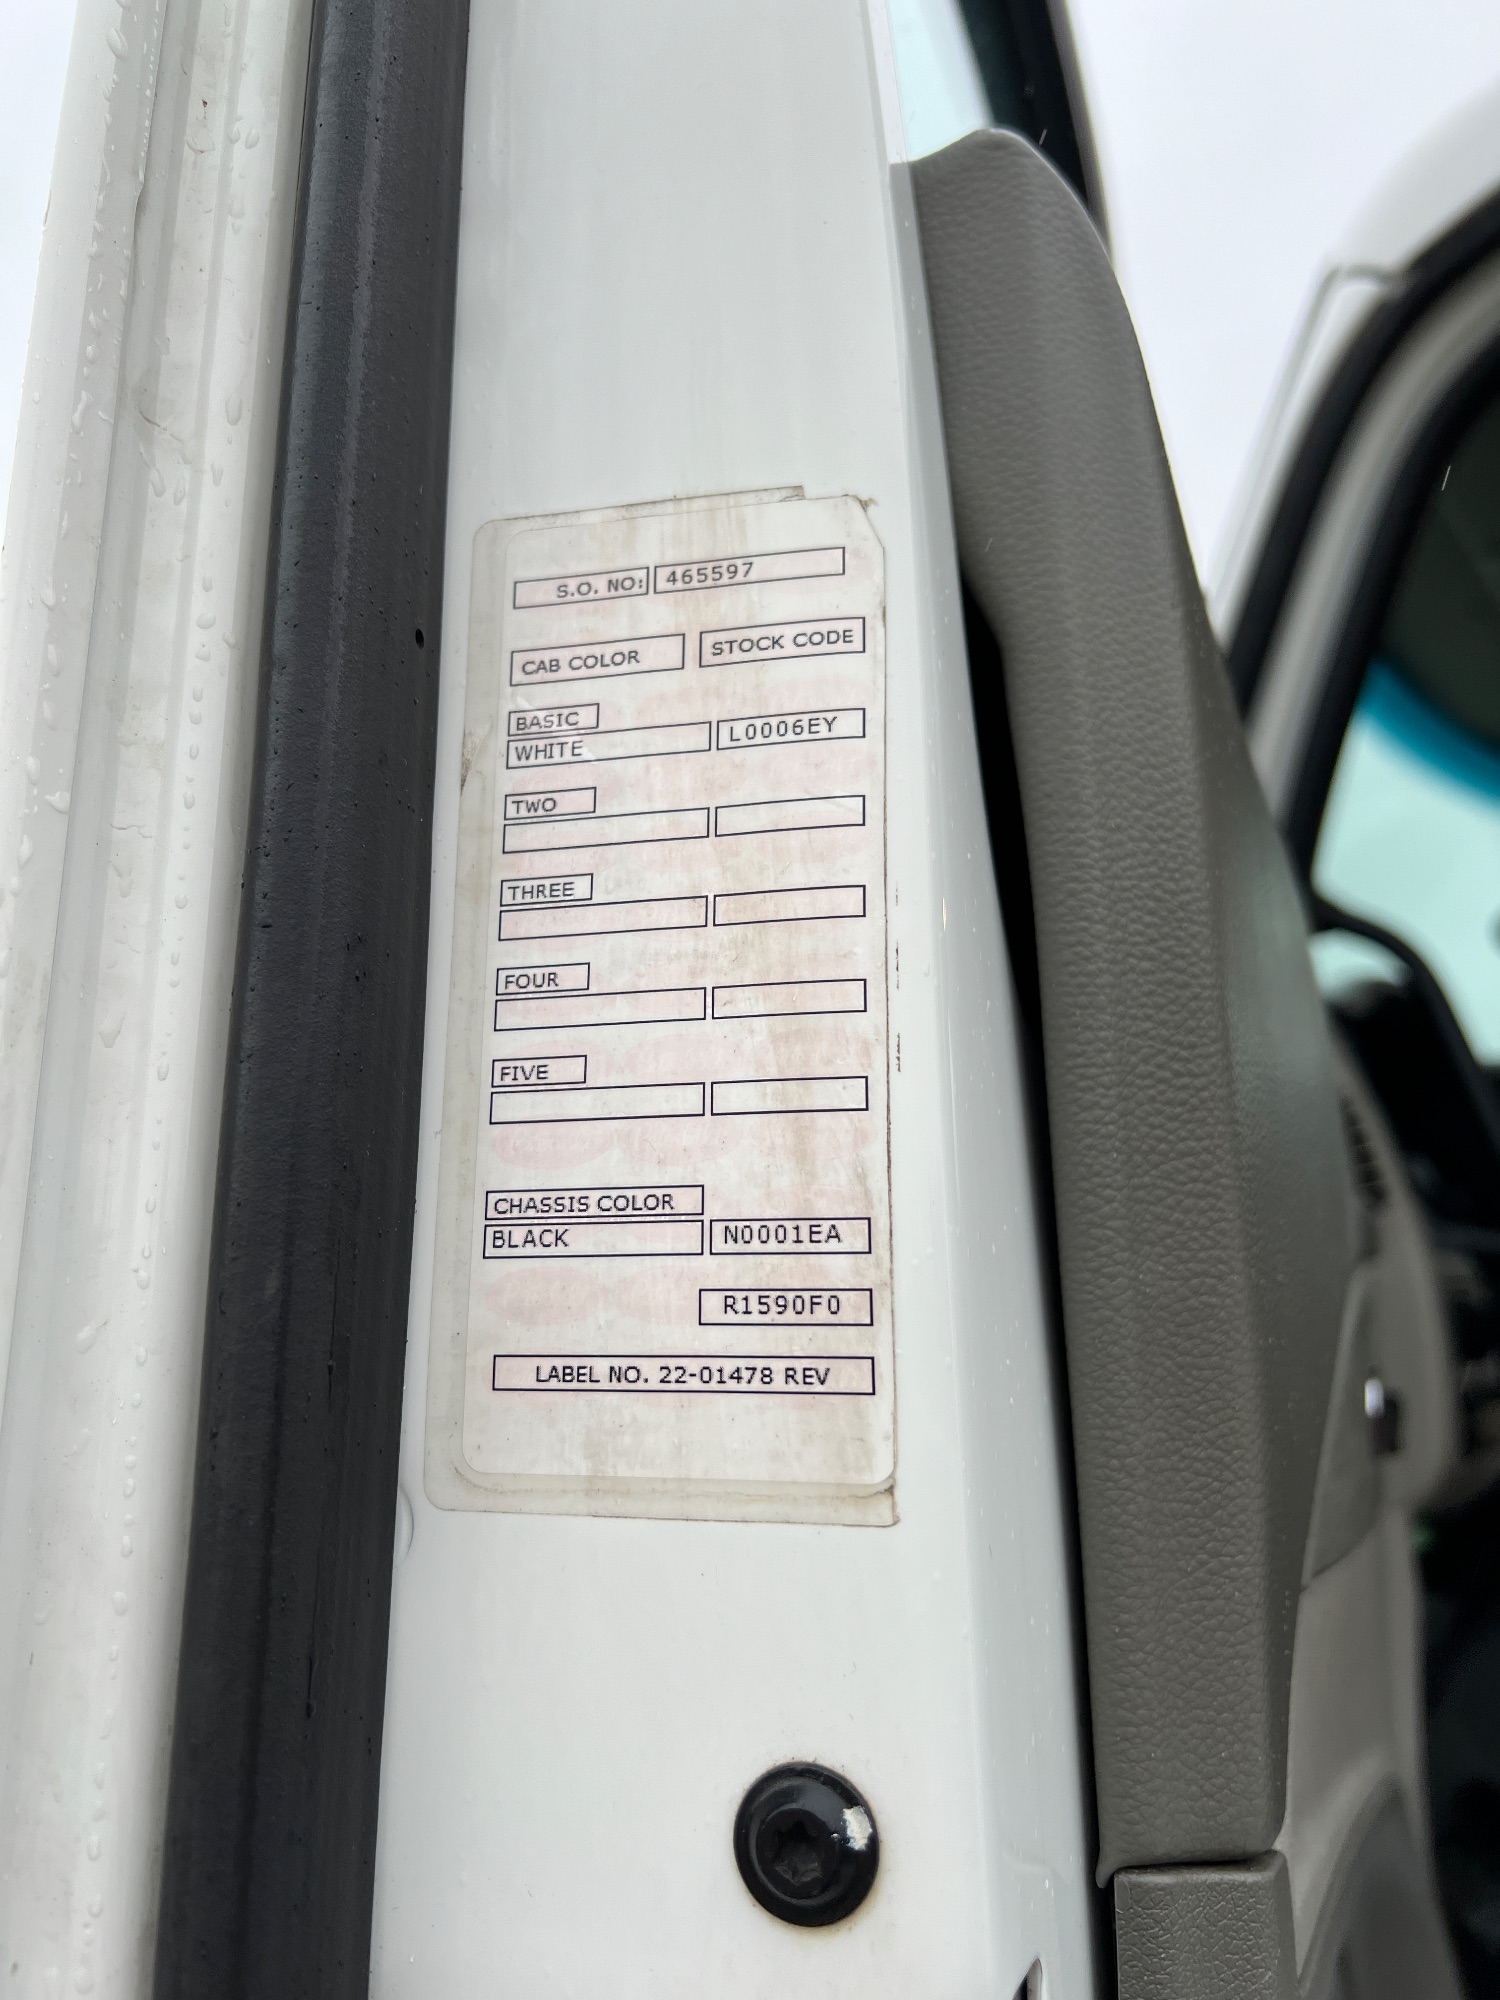 S.O. NO: 465597
CAB COLOR STOCK CODE
BASIC
WHITE L0006EY
TWO
THREE
FOUR
FIVE
CHASSIS COLOR
BLACK N0001EA
R1590F0
LABEL NO. 22-01478 REV